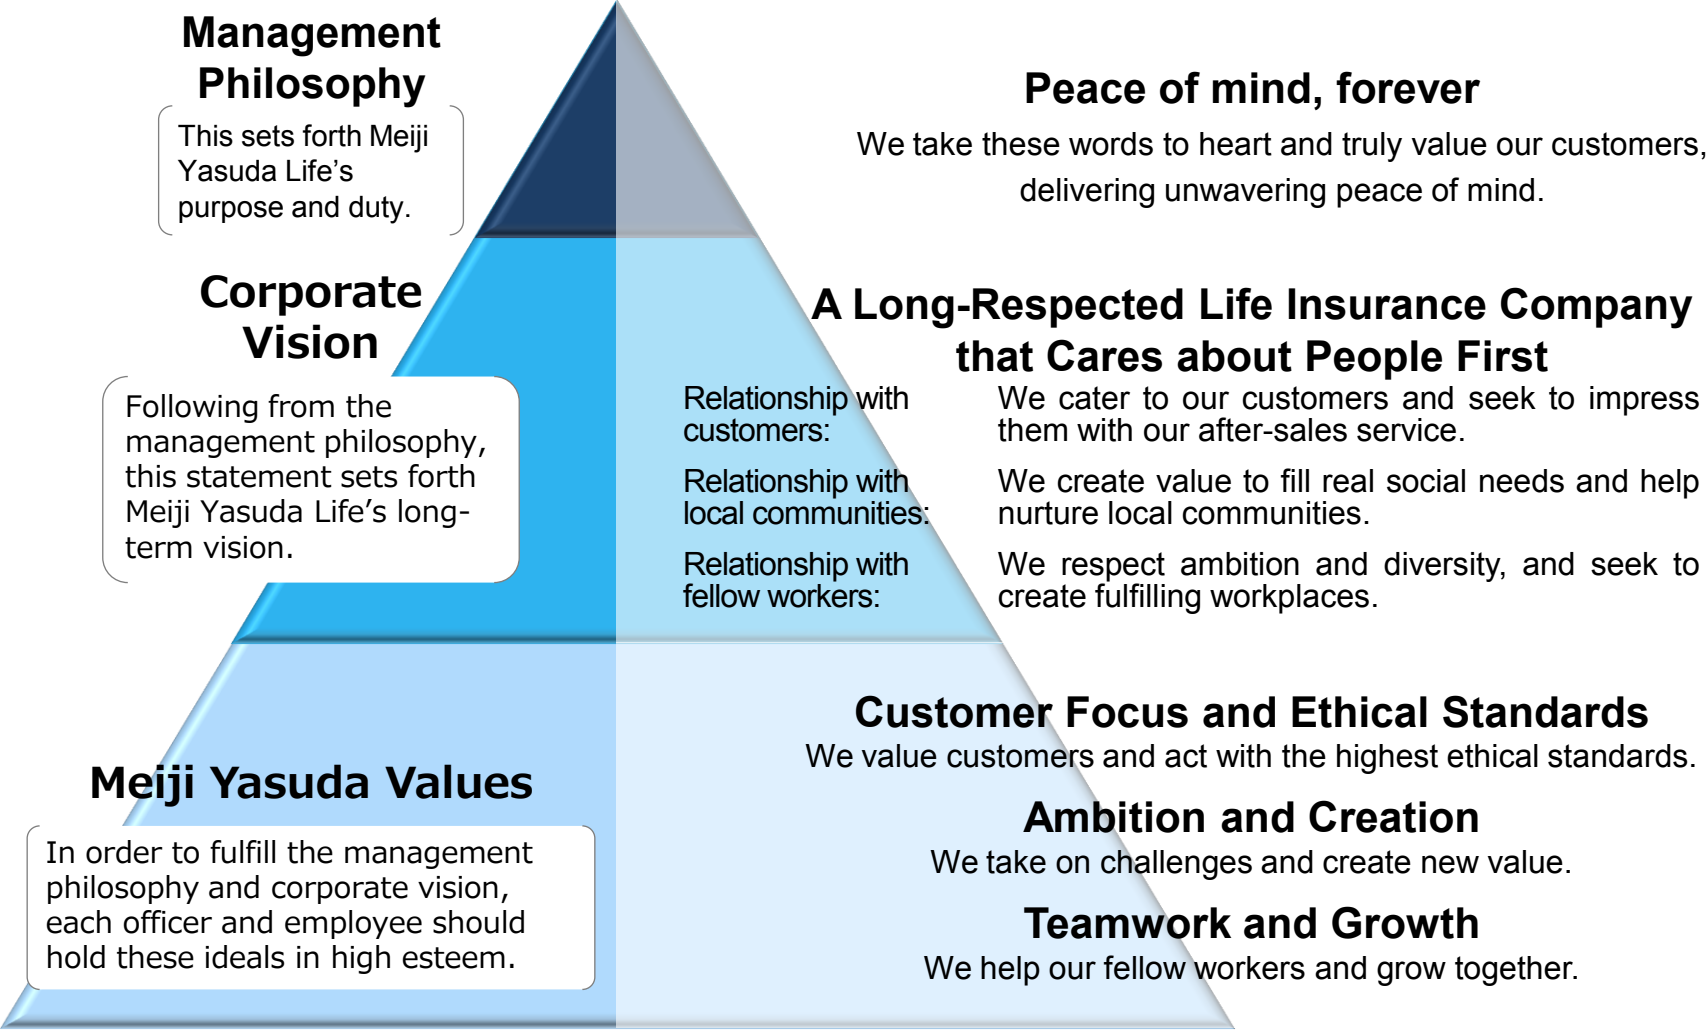 Management
Philosophy
This sets forth Meiji
Yasuda Life’s
purpose and duty.
Peace of mind, forever
We take these words to heart and truly value our customers,
delivering unwavering peace of mind.
Corporate
Vision
Following from the
management philosophy,
this statement sets forth
Meiji Yasuda Life’s long-
term vision.
A Long-Respected Life Insurance Company
that Cares about People First
Relationship with
customers:
We cater to our customers and seek to impress
them with our after-sales service.
Relationship with
local communities:
We create value to fill real social needs and help
nurture local communities.
Relationship with
fellow workers:
We respect ambition and diversity, and seek to
create fulfilling workplaces.
Meiji Yasuda Values
In order to fulfill the management
philosophy and corporate vision,
each officer and employee should
hold these ideals in high esteem.
Customer Focus and Ethical Standards
We value customers and act with the highest ethical standards.
Ambition and Creation
We take on challenges and create new value.
Teamwork and Growth
We help our fellow workers and grow together.